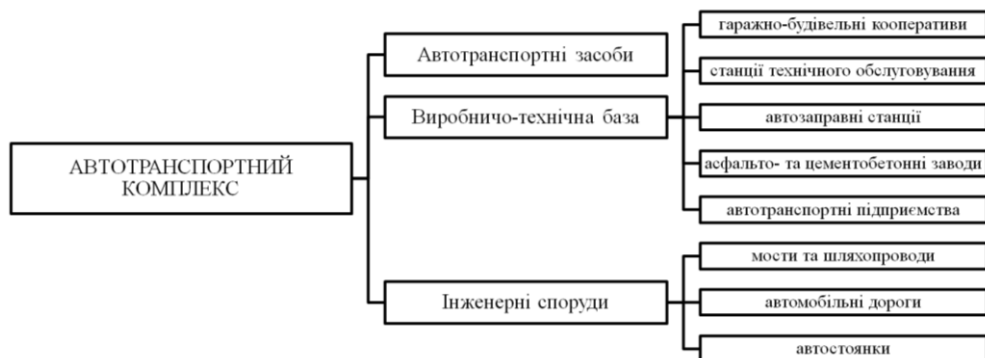 АВТОТРАНСПОРТНИЙ
КОМПЛЕКС
Автотранспортні засоби
Виробничо-технічна база
гаражно-будівельні кооперативи
станції технічного обслуговування
автозаправні станції
асфальто- та цементобетонні заводи
автотранспортні підприємства
Інженерні споруди
мости та шляхопроводи
автомобільні дороги
автостоянки